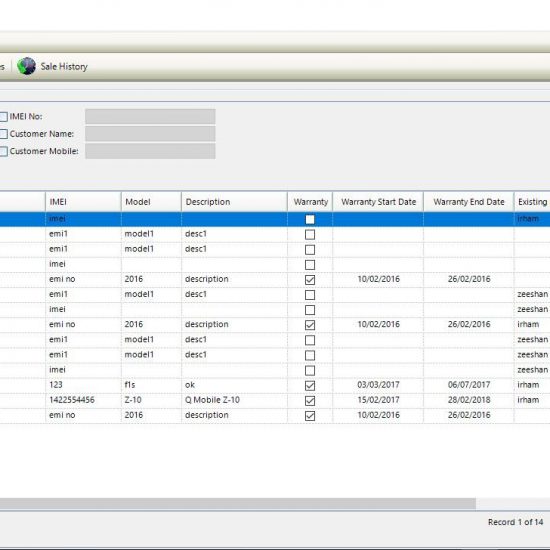 es Sale History
IMEI No:
Customer Name:
Customer Mobile:
IMEI Model Description Warranty Warranty Start Date Warranty End Date Existing
imei irham
emi1 model1 desc1
emi1 model1 desc1
imei
emi no 2016 description 10/02/2016 26/02/2016
emi1 model1 desc1 zeeshan
imei zeeshan
emi no 2016 description 10/02/2016 26/02/2016 irham
emi1 model1 desc1 zeeshan
emi1 model1 desc1 zeeshan
imei zeeshan
123 f1s ok 03/03/2017 06/07/2017 irham
1422554456 Z-10 Q Mobile Z-10 15/02/2017 28/02/2018 irham
emi no 2016 description 10/02/2016 26/02/2016
Record 1 of 14